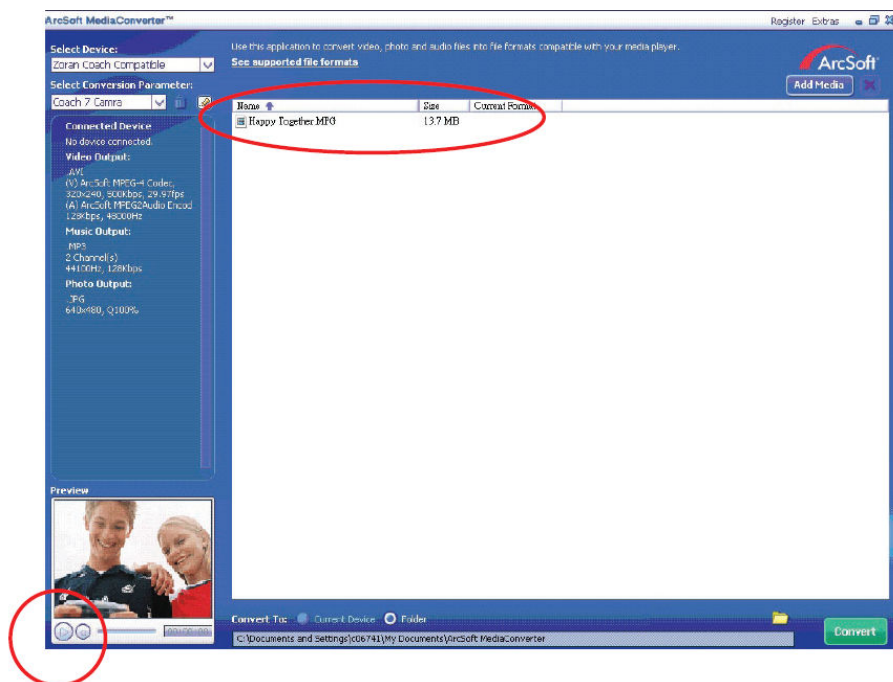 ArcSoft MediaConverter™
Register Extras
Select Device:
Zoran Coach Compatible
Select Conversion Parameter:
Coach 7 Camra
Use this application to convert video, photo and audio files into file formats compatible with your media player.
See supported file formats
ArcSoft
Add Media
Name Size Current Format
Happy Together.MPG 13.7 MB
Connected Device
No device connected.
Video Output:
.AVI
(V) ArcSoft MPEG-4 Codec,
320x240, 800Kbps, 29.97fps
(A) ArcSoft MPEG2Audio Encod
128Kbps, 48000Hz
Music Output:
.MP3
2 Channel(s)
44100Hz, 128Kbps
Photo Output:
.JPG
640x480, Q100%
Preview
00:00:00
Convert To: Current Device Folder
C:\Documents and Settings\c06741\My Documents\ArcSoft MediaConverter
Convert